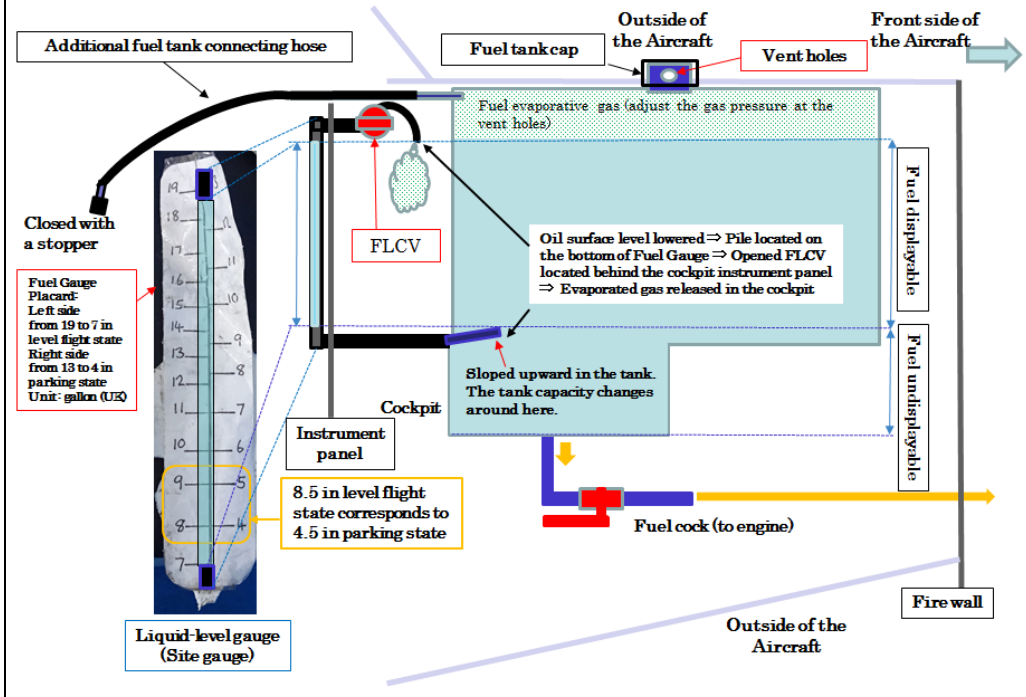 Outside of
the Aircraft
Front side of
the Aircraft
Additional fuel tank connecting hose
Fuel tank cap
Vent holes
Fuel evaporative gas (adjust the gas pressure at the
vent holes)
Closed with
a stopper
FLCV
Fuel displayable
Oil surface level lowered ⇒ Pile located on
the bottom of Fuel Gauge ⇒ Opened FLCV
located behind the cockpit instrument panel
⇒ Evaporated gas released in the cockpit
Fuel Gauge
Placard:
Left side
from 19 to 7 in
level flight state
Right side
from 13 to 4 in
parking state
Unit: gallon (UK)
19
18
17
16
15
14
13
12
11
10
9
8
7
3
12
11
10
9
8
7
6
5
4
Sloped upward in the tank.
The tank capacity changes
around here.
Fuel undisplayable
Cockpit
Instrument
panel
8.5 in level flight
state corresponds to
4.5 in parking state
Fuel cock (to engine)
Fire wall
Liquid-level gauge
(Site gauge)
Outside of the
Aircraft